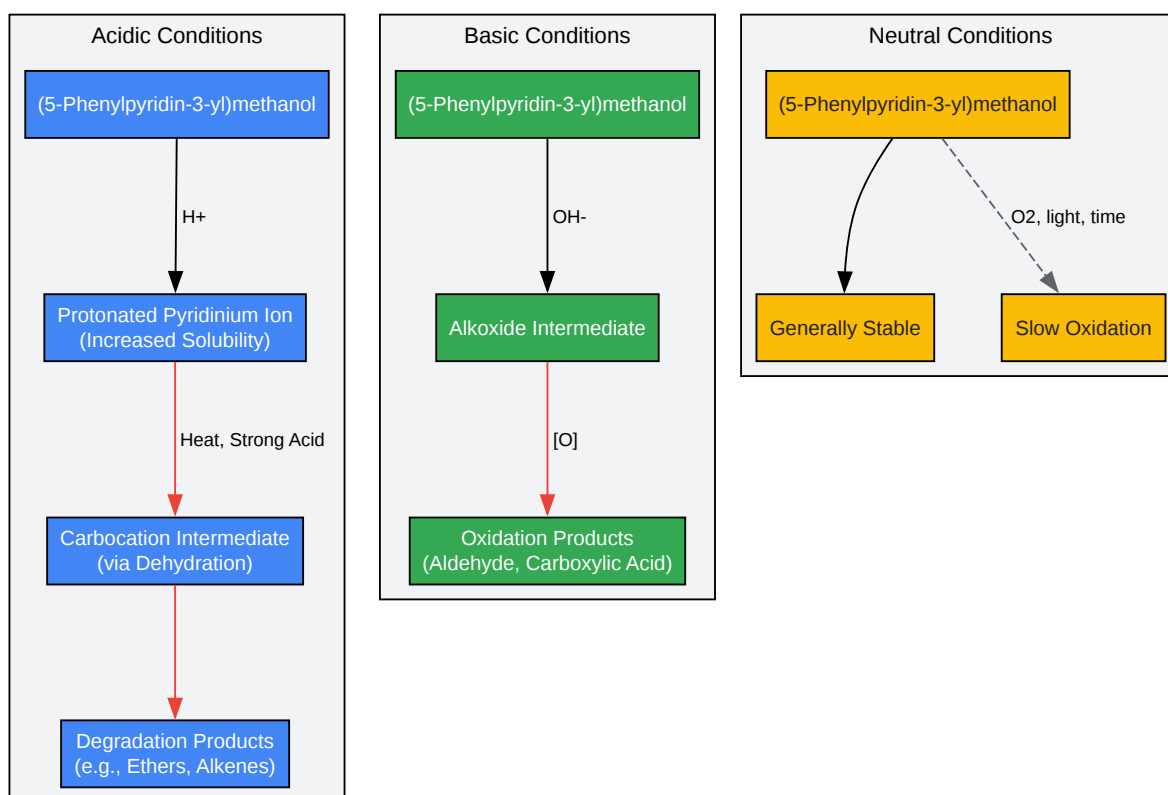 Acidic Conditions
(5-Phenylpyridin-3-yl)methanol
H+
Protonated Pyridinium Ion
(Increased Solubility)
Heat, Strong Acid
Carbocation Intermediate
(via Dehydration)
Degradation Products
(e.g., Ethers, Alkenes)
Basic Conditions
(5-Phenylpyridin-3-yl)methanol
OH-
Alkoxide Intermediate
[O]
Oxidation Products
(Aldehyde, Carboxylic Acid)
Neutral Conditions
(5-Phenylpyridin-3-yl)methanol
O2, light, time
Generally Stable
Slow Oxidation